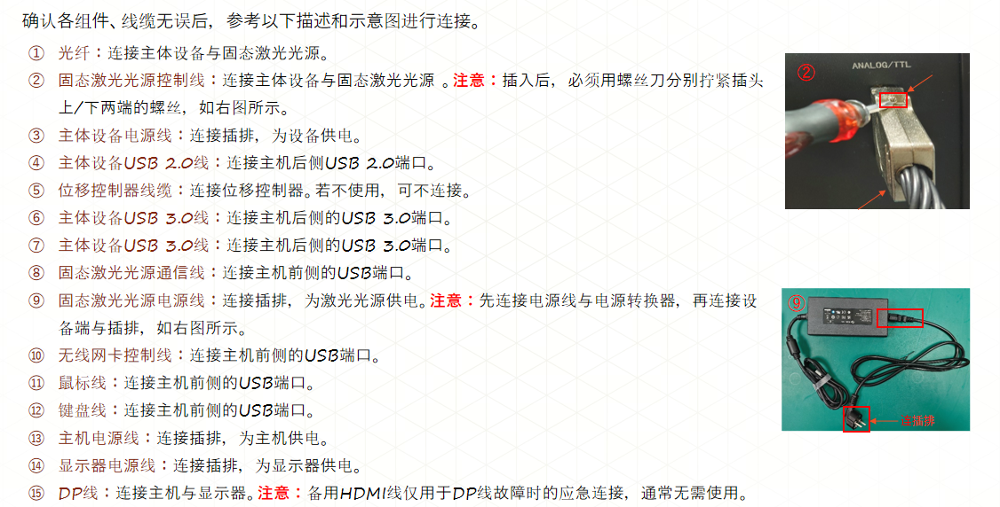 确认各组件、线缆无误后，参考以下描述和示意图进行连接。
① 光纤：连接主体设备与固态激光光源。
② 固态激光光源控制线：连接主体设备与固态激光光源 。注意：插入后，必须用螺丝刀分别拧紧插头
上/下两端的螺丝，如右图所示。
③ 主体设备电源线：连接插排，为设备供电。
④ 主体设备USB 2.0线：连接主机后侧USB 2.0端口。
⑤ 位移控制器线缆：连接位移控制器。若不使用，可不连接。
⑥ 主体设备USB 3.0线：连接主机后侧的USB 3.0端口。
⑦ 主体设备USB 3.0线：连接主机后侧的USB 3.0端口。
⑧ 固态激光光源通信线：连接主机前侧的USB端口。
⑨ 固态激光光源电源线：连接插排，为激光光源供电。注意：先连接电源线与电源转换器，再连接设
备端与插排，如右图所示。
⑩ 无线网卡控制线：连接主机前侧的USB端口。
⑪ 鼠标线：连接主机前侧的USB端口。
⑫ 键盘线：连接主机前侧的USB端口。
⑬ 主机电源线：连接插排，为主机供电。
⑭ 显示器电源线：连接插排，为显示器供电。
⑮ DP线：连接主机与显示器。注意：备用HDMI线仅用于DP线故障时的应急连接，通常无需使用。
②
ANALOG/TTL
⑨
插排